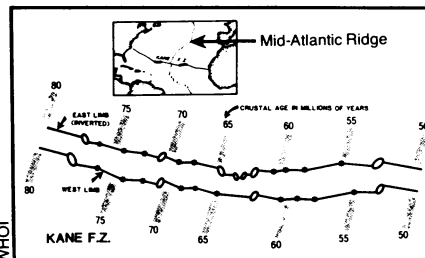 Mid-Atlantic Ridge
KANE F.Z.
80
EAST LIMB
(INVERTED)
75
70
CRUSTAL AGE IN MILLIONS OF YEARS
65
60
55
50
80
WEST LIMB
75
70
65
60
55
50
KANE F.Z.
WHOI